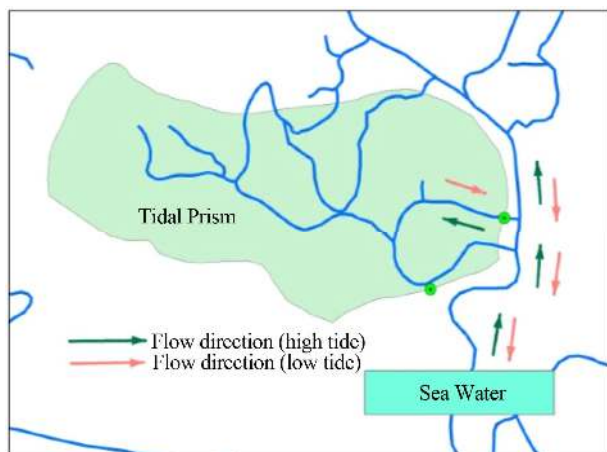 Tidal Prism
Flow direction (high tide)
Flow direction (low tide)
Sea Water